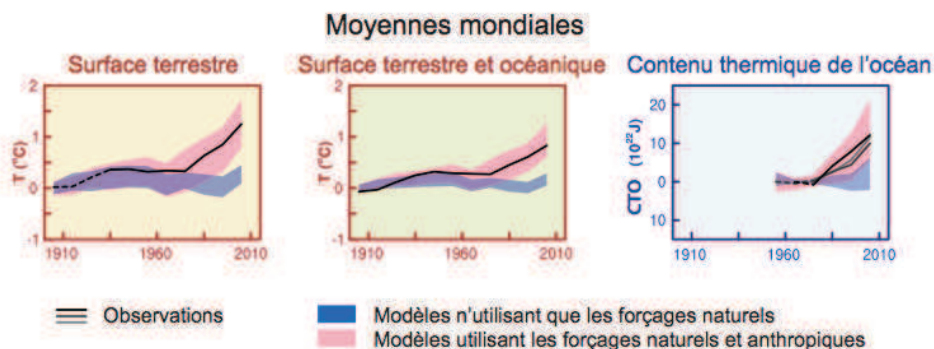 Moyennes mondiales
Surface terrestre
Surface terrestre et océanique
Contenu thermique de l'océan
2
1
0
-1
T (°C)
1910
1960
2010
2
1
0
-1
T (°C)
1910
1960
2010
20
10
0
10
CTO (10²²J)
1910
1960
2010
Observations
Modèles n'utilisant que les forçages naturels
Modèles utilisant les forçages naturels et anthropiques